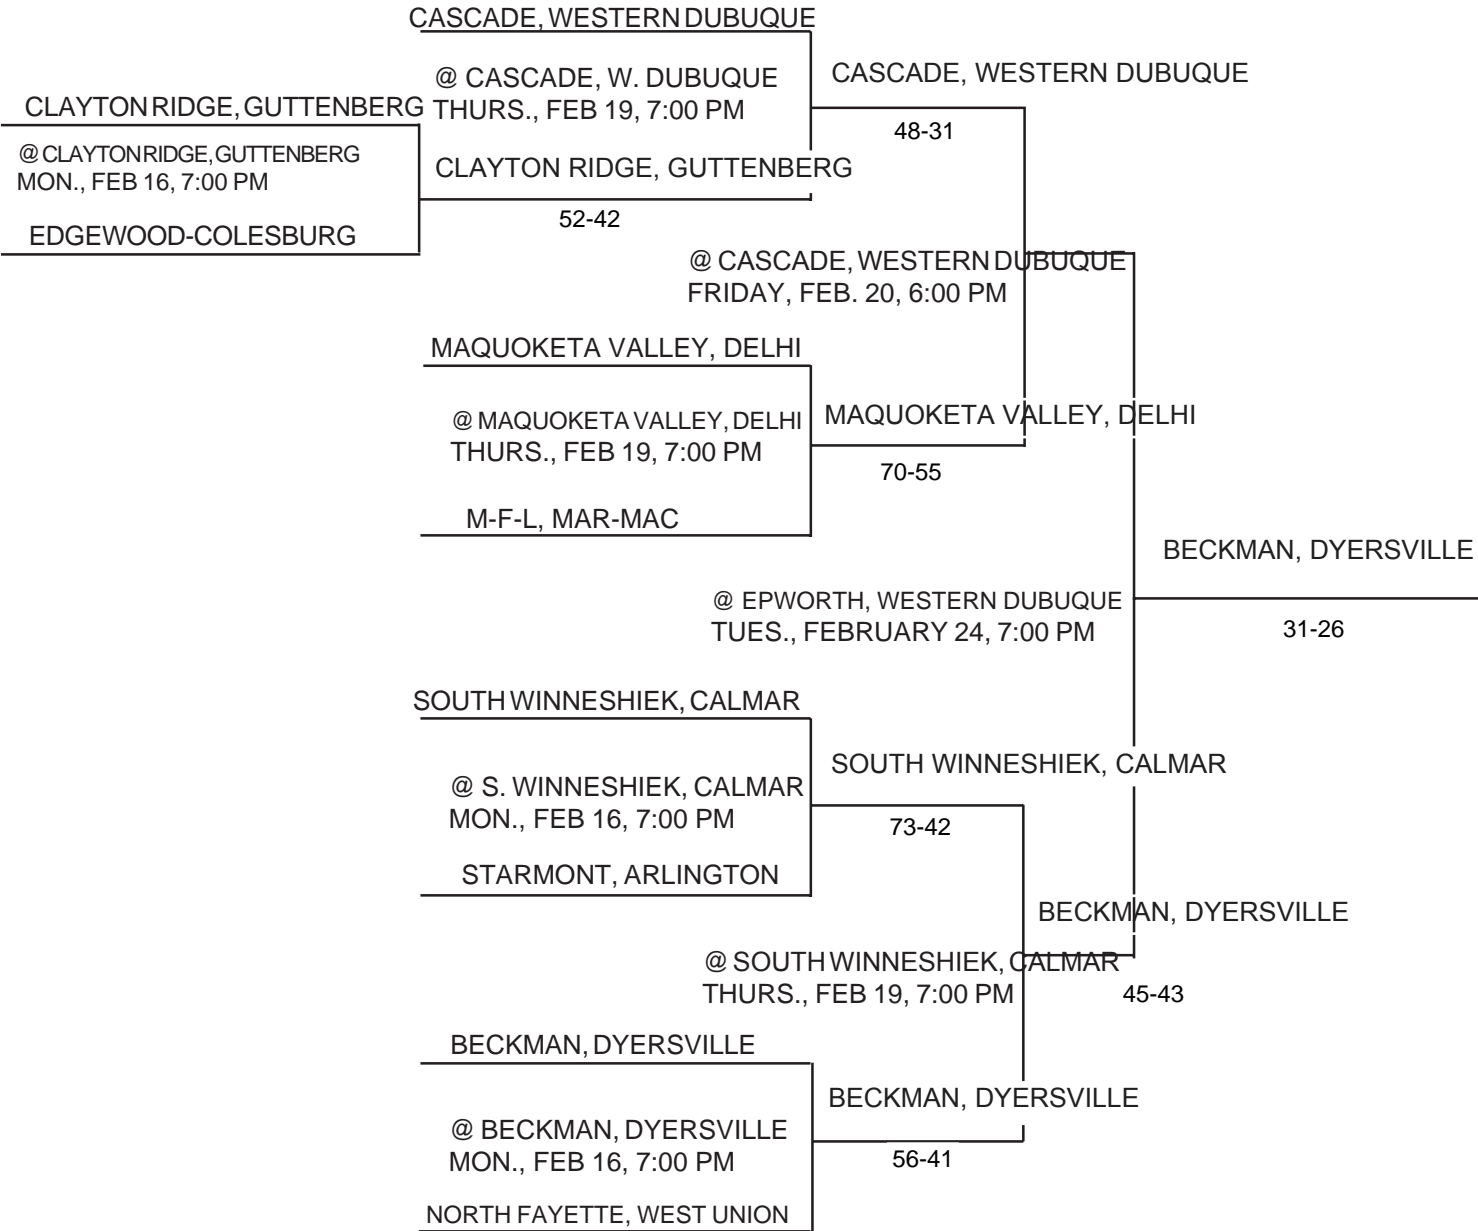 CASCADE, WESTERN DUBUQUE
@ CASCADE, W. DUBUQUE
THURS., FEB 19, 7:00 PM
CASCADE, WESTERN DUBUQUE
48-31
CLAYTON RIDGE, GUTTENBERG
@ CLAYTON RIDGE, GUTTENBERG
MON., FEB 16, 7:00 PM
CLAYTON RIDGE, GUTTENBERG
52-42
EDGEWOOD-COLESBURG
@ CASCADE, WESTERN DUBUQUE
FRIDAY, FEB. 20, 6:00 PM
MAQUOKETA VALLEY, DELHI
@ MAQUOKETA VALLEY, DELHI
THURS., FEB 19, 7:00 PM
MAQUOKETA VALLEY, DELHI
70-55
M-F-L, MAR-MAC
BECKMAN, DYERSVILLE
@ EPWORTH, WESTERN DUBUQUE
TUES., FEBRUARY 24, 7:00 PM
31-26
SOUTH WINNESHIEK, CALMAR
@ S. WINNESHIEK, CALMAR
MON., FEB 16, 7:00 PM
SOUTH WINNESHIEK, CALMAR
73-42
STARMONT, ARLINGTON
BECKMAN, DYERSVILLE
@ SOUTH WINNESHIEK, CALMAR
THURS., FEB 19, 7:00 PM
45-43
BECKMAN, DYERSVILLE
@ BECKMAN, DYERSVILLE
MON., FEB 16, 7:00 PM
BECKMAN, DYERSVILLE
56-41
NORTH FAYETTE, WEST UNION